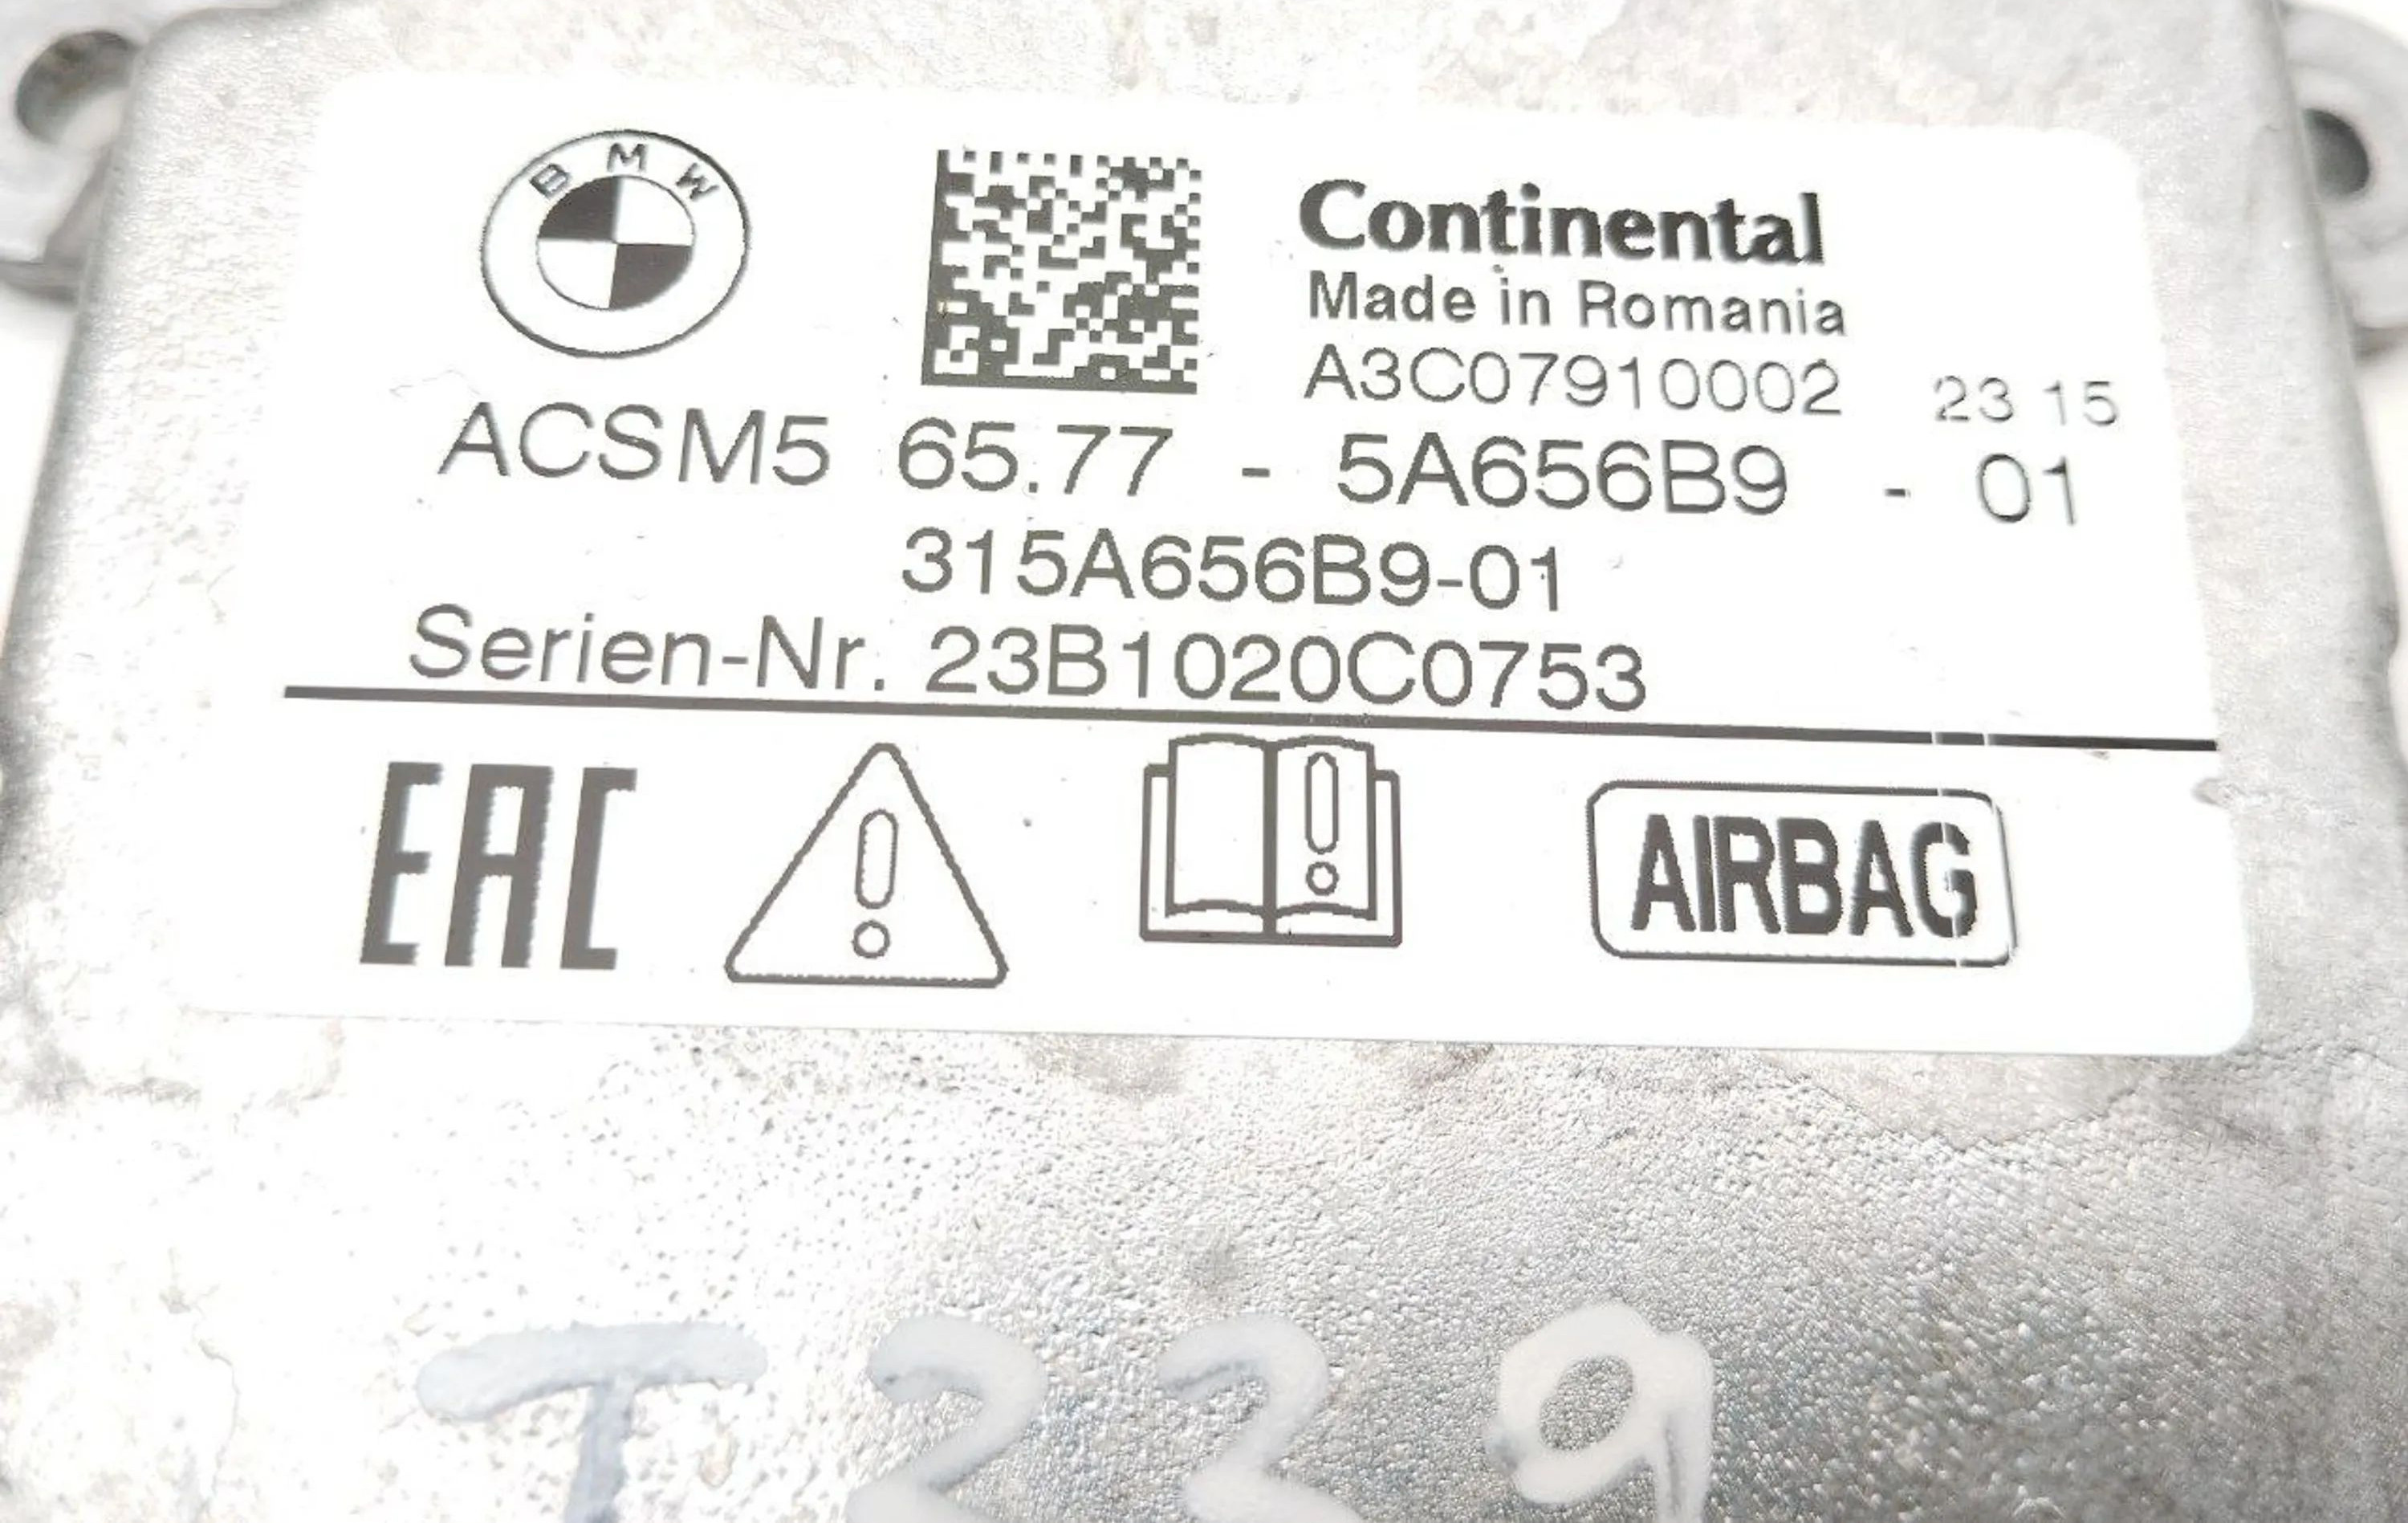 BMW
Continental
Made in Romania
A3C07910002 23 15
ACSM5 65.77 - 5A656B9 - 01
315A656B9-01
Serien-Nr. 23B1020C0753
EAC
AIRBAG
T229